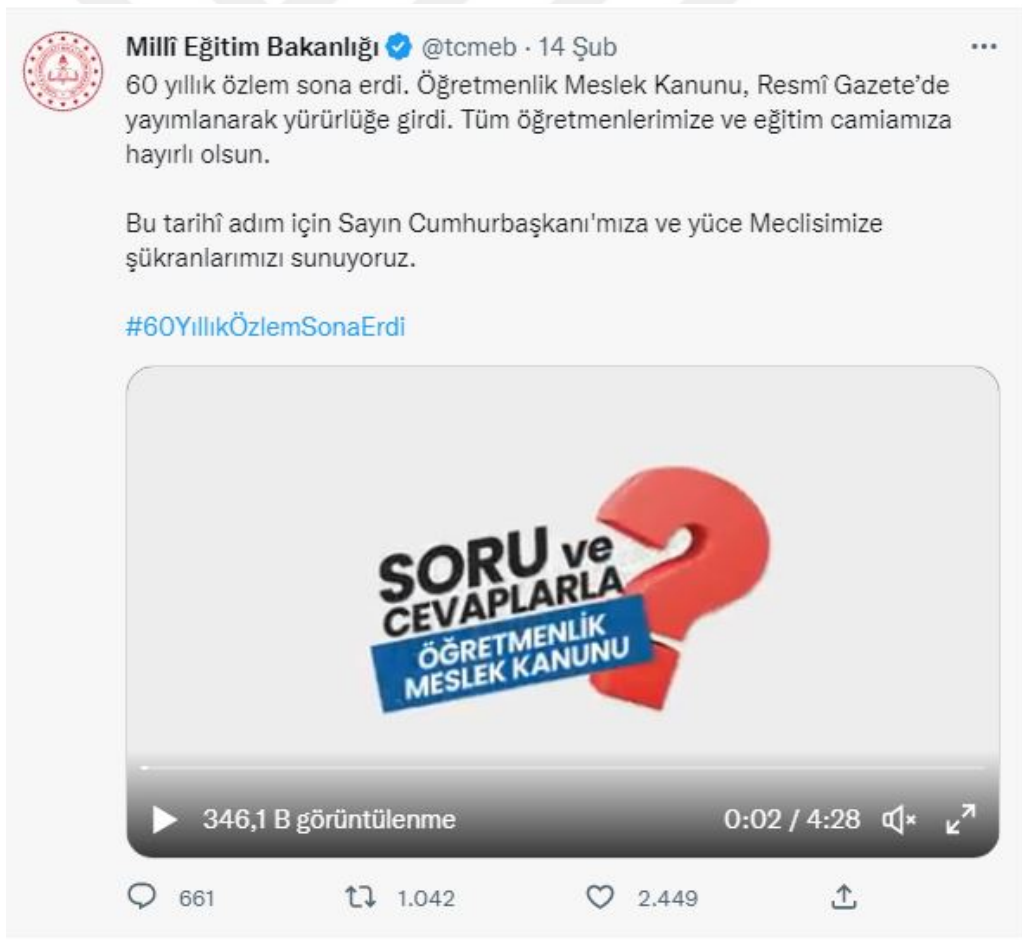 Millî Eğitim Bakanlığı @tcmeb · 14 Şub
60 yıllık özlem sona erdi. Öğretmenlik Meslek Kanunu, Resmî Gazete’de
yayımlanarak yürürlüğe girdi. Tüm öğretmenlerimize ve eğitim camiamıza
hayırlı olsun.
Bu tarihî adım için Sayın Cumhurbaşkanı'mıza ve yüce Meclisimize
şükranlarımızı sunuyoruz.
#60YıllıkÖzlemSonaErdi
SORU ve
CEVAPLARLA
ÖĞRETMENLİK
MESLEK KANUNU
346,1 B görüntülenme 0:02 / 4:28
661 1.042 2.449